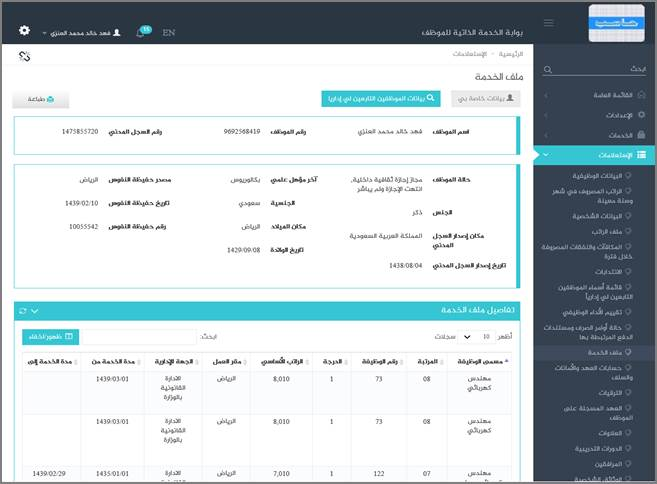 حاسب
بوابة الخدمة الذاتية للموظف
EN
15
فهد خالد محمد العنزي
ابحث
القائمة العامة
الإعدادات
الخدمات
الإستعلامات
البيانات الوظيفية
الراتب المصروف في شهر
وسنة معينة
البيانات الشخصية
ملف الراتب
المكافآت والنفقات المصروفة
خلال فترة
الانتدابات
قائمة أسماء الموظفين
التابعين لي إدارياً
تقييم الأداء الوظيفي
حالة أوامر الصرف ومستندات
الدفع المرتبطة بها
ملف الخدمة
حسابات العهد والأمانات
والسلف
الترقيات
العهد المسجلة على
الموظف
العلاوات
الدورات التدريبية
المرافقين
الوثائق الشخصية
الرئيسية - الإستعلامات
ملف الخدمة
بيانات خاصة بي
بيانات الموظفين التابعين لي إداريا
طباعة
اسم الموظف فهد خالد محمد العنزي رقم الموظف 9692568419 رقم السجل المدني 1475855720
حالة الموظف مجاز إجازة ثقافية داخلية, انتهت الإجازة ولم يباشر
آخر مؤهل علمي بكالوريوس
مصدر حفيظة النفوس الرياض
الجنس ذكر
الجنسية سعودي
تاريخ حفيظة النفوس 1439/02/10
مكان إصدار السجل المدني المملكة العربية السعودية
مكان الميلاد الرياض
رقم حفيظة النفوس 10055542
تاريخ الولادة 1429/09/08
تاريخ إصدار السجل المدني 1438/08/04
تفاصيل ملف الخدمة
أظهر 10 سجلات
ابحث:
ظهور/اخفاء
مسمى الوظيفة المرتبة رقم الوظيفة الدرجة الراتب الأساسي مقر العمل الجهة الإدارية مدة الخدمة من مدة الخدمة إلى
مهندس كهربائي 08 73 1 8,010 الرياض الادارة القانونية بالوزارة 1439/03/01
مهندس كهربائي 08 73 1 8,010 الرياض الادارة القانونية بالوزارة 1439/03/01
مهندس كهربائي 07 122 1 7,010 الرياض الادارة القانونية 1435/01/01 1439/02/29